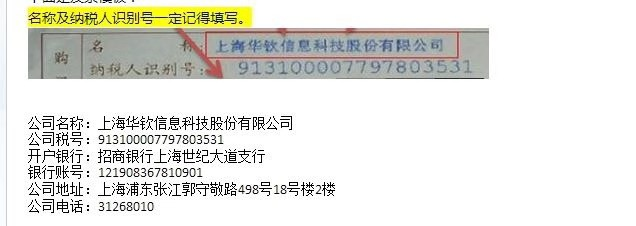 名称及纳税人识别号一定记得填写。
购 名 称：上海华钦信息科技股份有限公司
纳税人识别号：913100007797803531
公司名称：上海华钦信息科技股份有限公司
公司税号：913100007797803531
开户银行：招商银行上海世纪大道支行
银行账号：121908367810901
公司地址：上海浦东张江郭守敬路498号18号楼2楼
公司电话：31268010